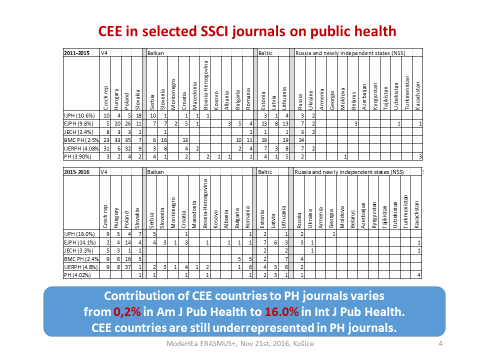 CEE in selected SSCI journals on public health
2011-2015 V4 Balkan Baltic Russia and newly independent states (NSS)
Czech rep Hungary Poland Slovakia Serbia Slovenia Montenegro Croatia Macedonia Bosnia-Herzegovina Kosovo Albania Bulgaria Romania Estonia Latvia Lithuania Russia Ukraine Armenia Georgia Moldova Belarus Azerbaijan Kyrgyzstan Tajikistan Uzbekistan Turkmenistan Kazachstan
IJPH (10.6%) 10 4 5 18 10 1 1 1 1 3 1 4 3 2
EJPH (9.8%) 5 20 26 11 7 7 2 5 1 3 5 4 13 8 13 7 2 3 1 1
JECH (2.4%) 8 3 3 1 1 1 1 1 3 2
BMC PH (2.5% 23 33 35 7 6 16 13 10 11 19 19 14
IJERPH (4.08% 31 6 32 9 3 8 4 2 2 4 7 3 8 7 2
PH (3.90%) 3 2 4 2 4 1 2 2 1 1 1 4 1 5 2 1 3
2015-2016 V4 Balkan Baltic Russia and newly independent states (NSS)
Czech rep Hungary Poland Slovakia Serbia Slovenia Montenegro Croatia Macedonia Bosnia-Herzegovina Kosovo Albania Bulgaria Romania Estonia Latvia Lithuania Russia Ukraine Armenia Georgia Moldova Belarus Azerbaijan Kyrgyzstan Tajikistan Uzbekistan Turkmenistan Kazachstan
IJPH (16.0%) 9 5 4 7 5 2 1 2 1 2 1
EJPH (14.1%) 2 4 14 4 4 3 1 3 1 1 1 1 7 6 3 3 1 1
JECH (3.3%) 5 3 1 1 1 1 1
BMC PH (2.4% 9 6 16 5 5 5 2 7 4
IJERPH (4.8%) 9 8 37 1 2 3 1 4 1 2 1 6 4 5 6 2
PH (4.02%) 1 1 1 1 1 2 3 1 1 4
Contribution of CEE countries to PH journals varies
from 0,2% in Am J Pub Health to 16.0% in Int J Pub Health.
CEE countries are still underrepresented in PH journals.
ModeHEa ERASMUS+, Nov 21st, 2016, Košice 4